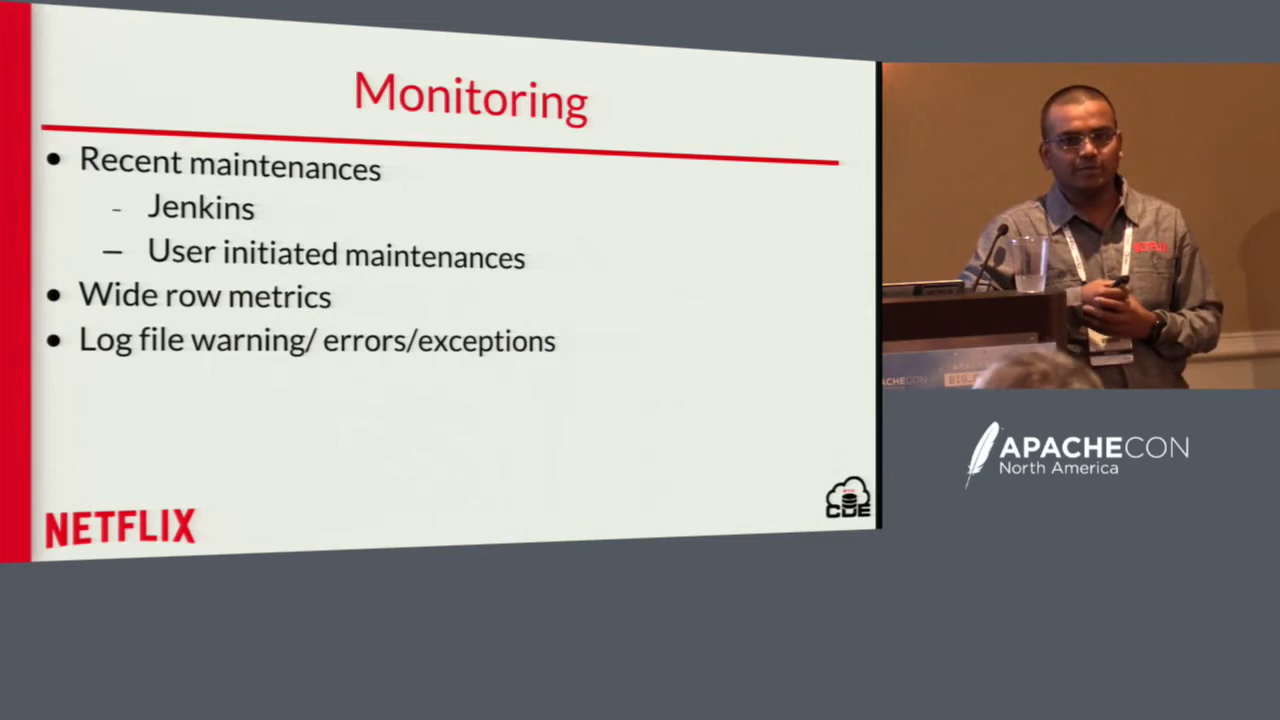 Monitoring
Recent maintenances
- Jenkins
– User initiated maintenances
Wide row metrics
Log file warning/ errors/exceptions
NETFLIX
CDE
APACHECON
North America